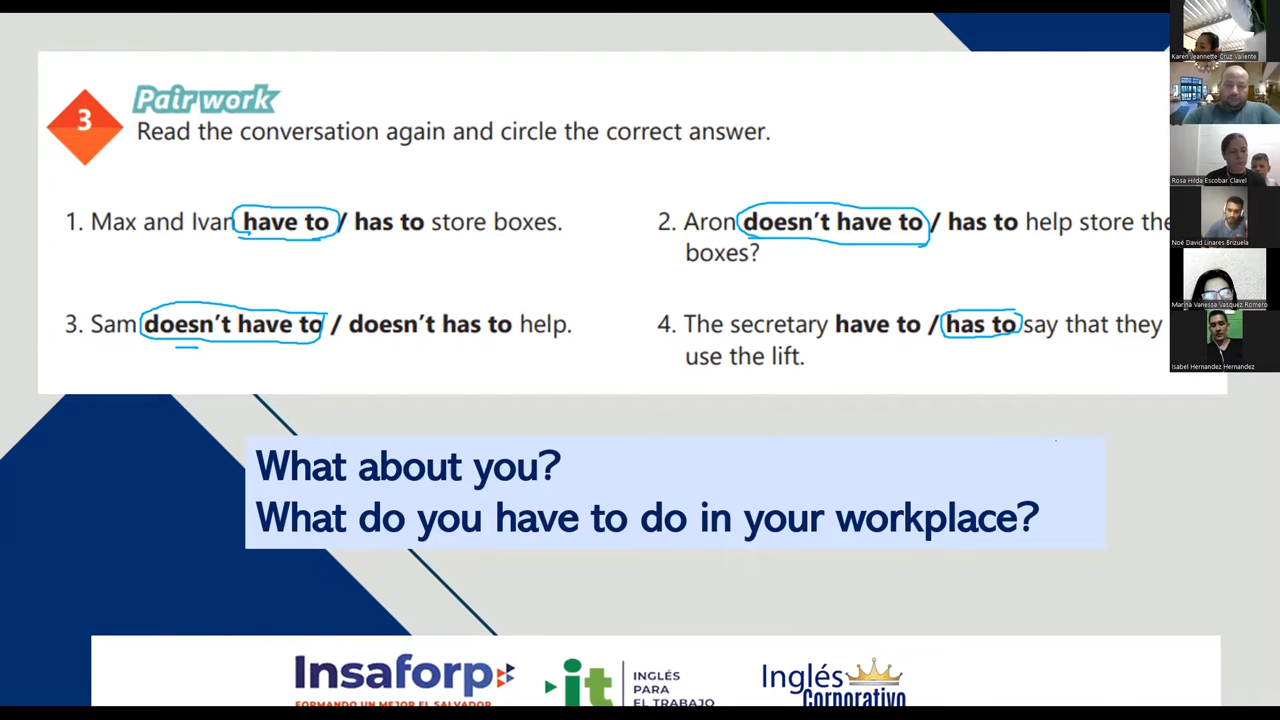 Pair work
3
Read the conversation again and circle the correct answer.
1. Max and Ivan have to / has to store boxes.
2. Aron doesn't have to / has to help store the
boxes?
3. Sam doesn't have to / doesn't has to help.
4. The secretary have to / has to say that they
use the lift.
What about you?
What do you have to do in your workplace?
Insaforp
FORMANDO UN MEJOR EL SALVADOR
it
INGLÉS
PARA
EL TRABAJO
Inglés
Corporativo
Karen Jeannette Cruz Valiente
Rosa Hilda Escobar Clavel
Noé David Linares Brizuela
Marina Vanessa Vasquez Romero
Isabel Hernandez Hernandez